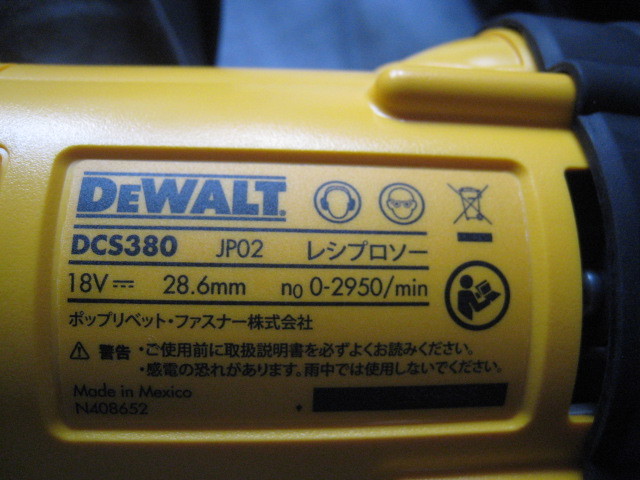 DEWALT
DCS380 JP02 レシプロソー
18V 28.6mm n0 0-2950/min
ポップリベット・ファスナー株式会社
警告 ・ご使用前に取扱説明書を必ずよくお読みください。
・感電の恐れがあります。雨中では使用しないでください。
Made in Mexico
N408652